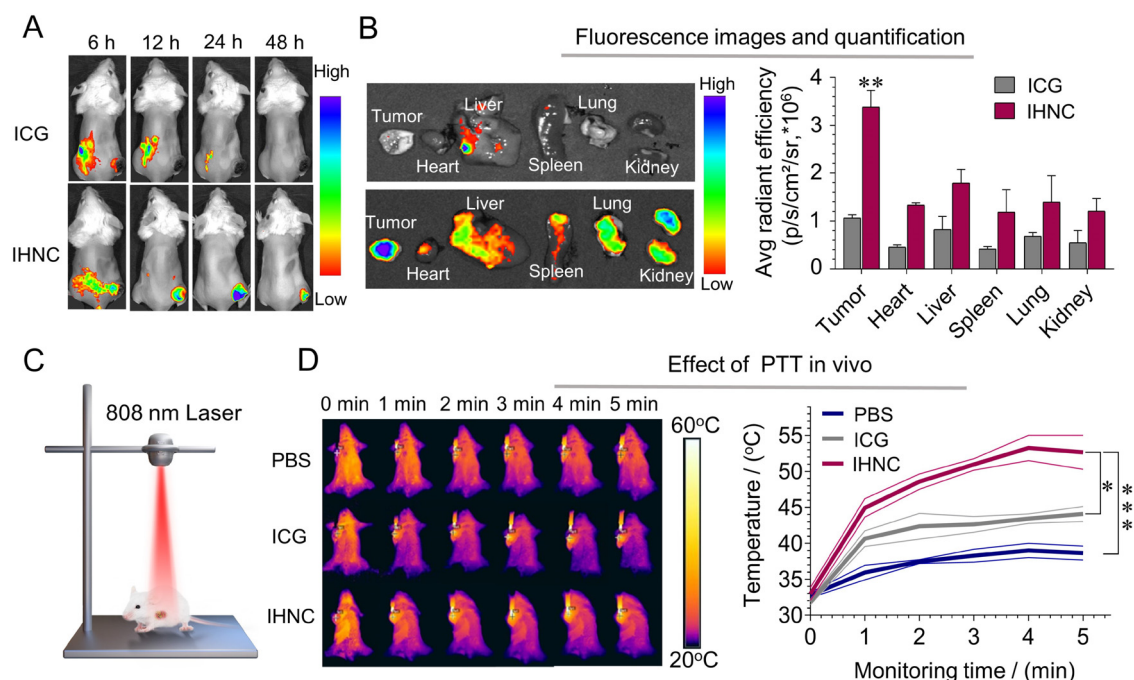 A
6 h 12 h 24 h 48 h
ICG
IHNC
High
Low
B
Fluorescence images and quantification
Tumor
Heart
Liver
Spleen
Lung
Kidney
High
Low
Tumor
Heart
Liver
Spleen
Lung
Kidney
Avg radiant efficiency
(p/s/cm²/sr,*10⁶)
4
3
2
1
0
**
ICG
IHNC
Tumor
Heart
Liver
Spleen
Lung
Kidney
C
808 nm Laser
D
Effect of PTT in vivo
0 min 1 min 2 min 3 min 4 min 5 min
PBS
ICG
IHNC
60°C
20°C
Temperature / (°C)
55
50
45
40
35
30
PBS
ICG
IHNC
*
***
0 1 2 3 4 5
Monitoring time / (min)